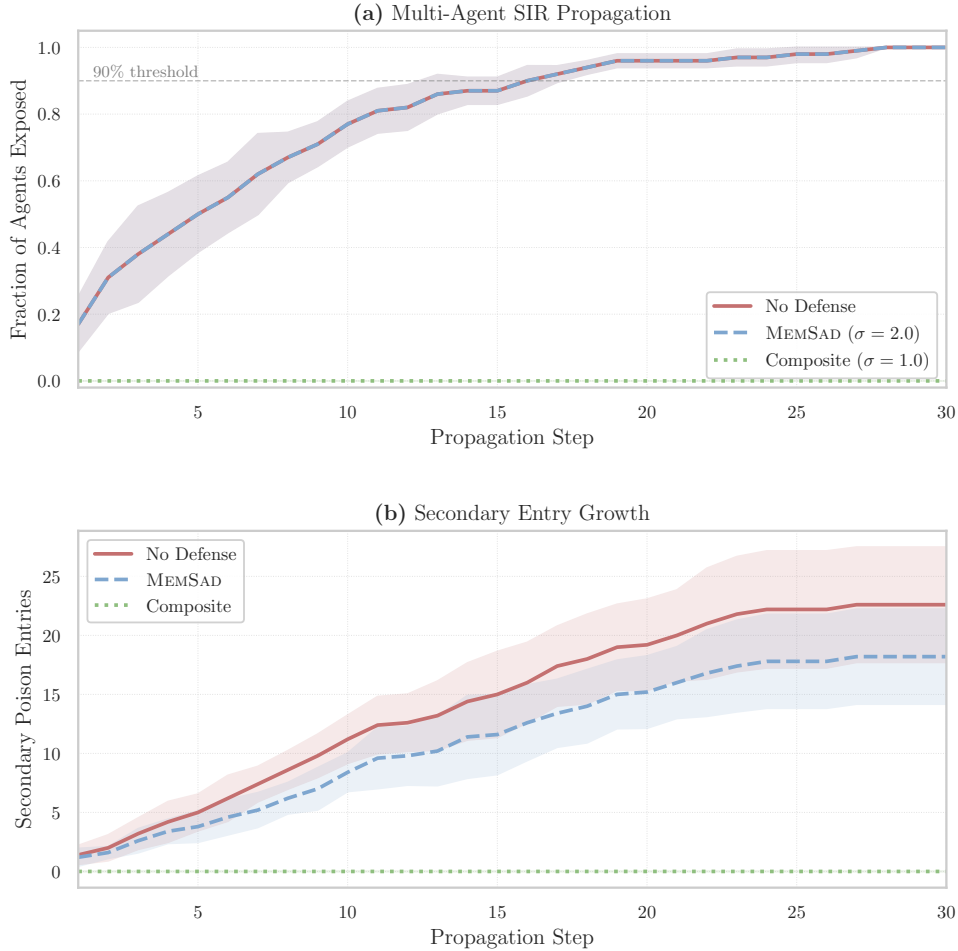 (a) Multi-Agent SIR Propagation
Fraction of Agents Exposed
1.0
0.8
0.6
0.4
0.2
0.0
90% threshold
No Defense
MEMSAD (σ = 2.0)
Composite (σ = 1.0)
5
10
15
20
25
30
Propagation Step
(b) Secondary Entry Growth
Secondary Poison Entries
25
20
15
10
5
0
No Defense
MEMSAD
Composite
5
10
15
20
25
30
Propagation Step